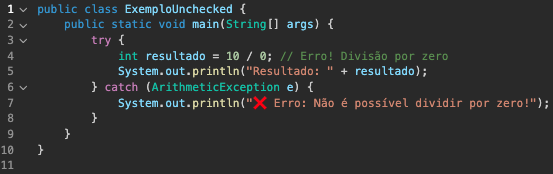 1 public class ExemploUnchecked {
2 public static void main(String[] args) {
3 try {
4 int resultado = 10 / 0; // Erro! Divisão por zero
5 System.out.println("Resultado: " + resultado);
6 } catch (ArithmeticException e) {
7 System.out.println("❌ Erro: Não é possível dividir por zero!");
8 }
9 }
10 }
11